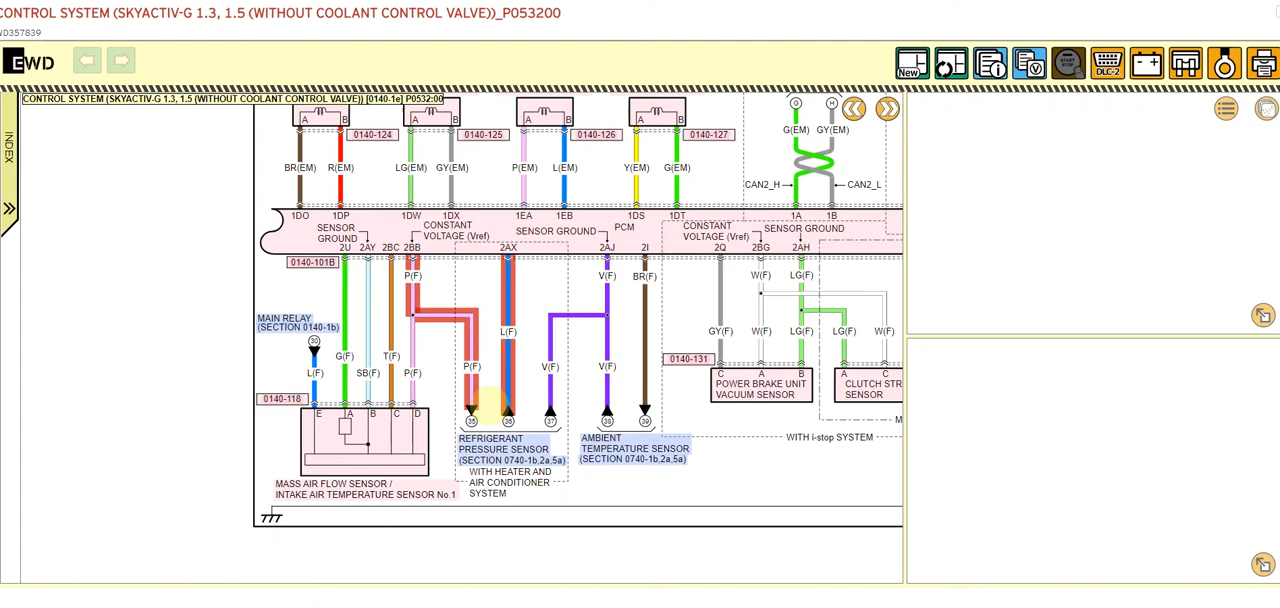 CONTROL SYSTEM (SKYACTIV-G 1.3, 1.5 (WITHOUT COOLANT CONTROL VALVE))_P053200
WD357839
EWD
New
START STOP
DLC-2
INDEX
CONTROL SYSTEM (SKYACTIV-G 1.3, 1.5 (WITHOUT COOLANT CONTROL VALVE)) [0140-1e] P0532:00
A B A B A B A B G H
0140-124 0140-125 0140-126 0140-127 G(EM) GY(EM)
BR(EM) R(EM) LG(EM) GY(EM) P(EM) L(EM) Y(EM) G(EM)
CAN2_H CAN2_L
1DO 1DP 1DW 1DX 1EA 1EB 1DS 1DT 1A 1B
SENSOR GROUND
CONSTANT VOLTAGE (Vref)
SENSOR GROUND
PCM
CONSTANT VOLTAGE (Vref)
SENSOR GROUND
2U 2AY 2BC 2BB 2AX 2AJ 2I 2Q 2BG 2AH
0140-101B
P(F) V(F) BR(F) W(F) LG(F)
MAIN RELAY
(SECTION 0140-1b)
30
L(F) G(F) SB(F) T(F) P(F) P(F) L(F) V(F) V(F) GY(F) W(F) LG(F) LG(F) W(F)
0140-131
0140-118
C A B A C
POWER BRAKE UNIT
VACUUM SENSOR
CLUTCH STR
SENSOR
E A B C D
35 36 37 38 39
M
REFRIGERANT
PRESSURE SENSOR
(SECTION 0740-1b,2a,5a)
AMBIENT
TEMPERATURE SENSOR
(SECTION 0740-1b,2a,5a)
WITH i-stop SYSTEM
WITH HEATER AND
AIR CONDITIONER
SYSTEM
MASS AIR FLOW SENSOR /
INTAKE AIR TEMPERATURE SENSOR No.1